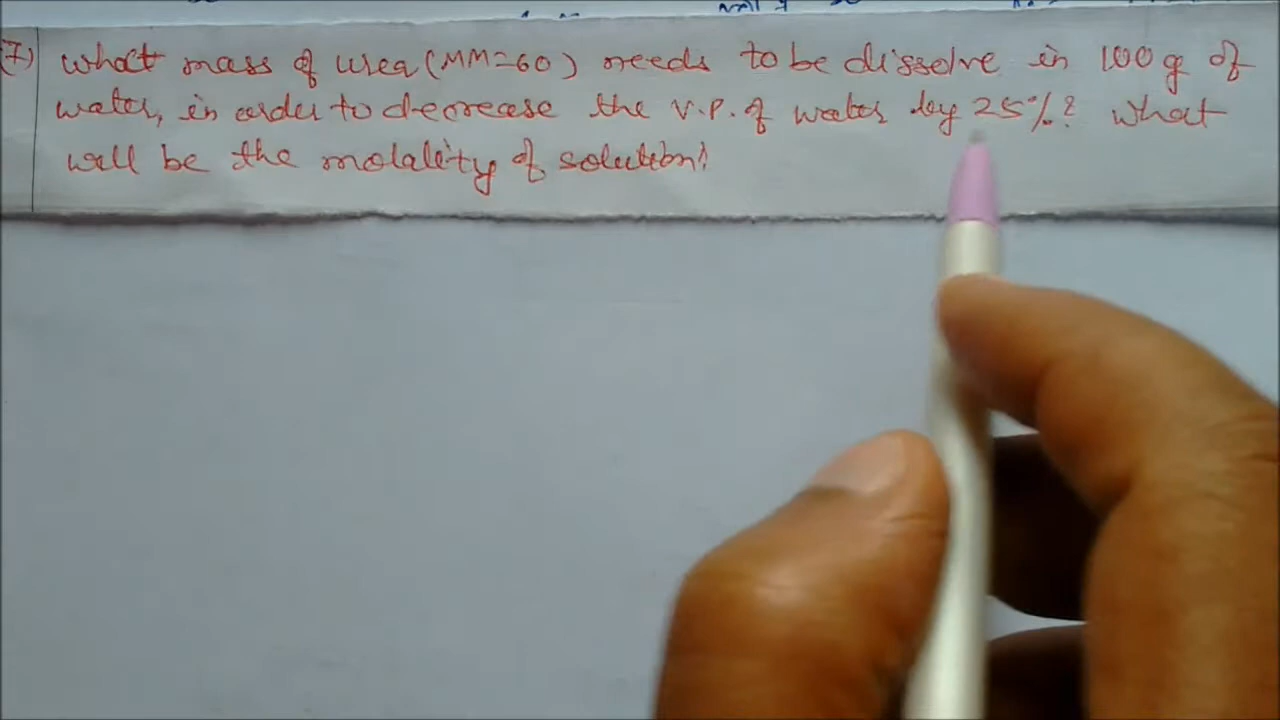 (7) What mass of urea (MM=60) needs to be dissolve in 100 g of
water, in order to decrease the V.P. of water by 25%? What
will be the molality of solution?